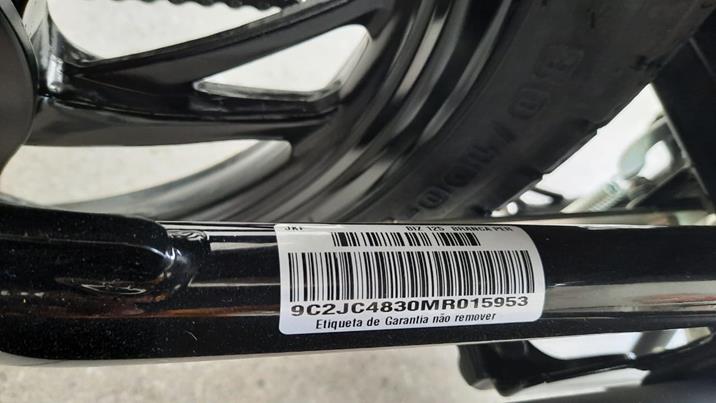 JKF BIZ 125 BRANCA PER
9C2JC4830MR015953
Etiqueta de Garantia não remover